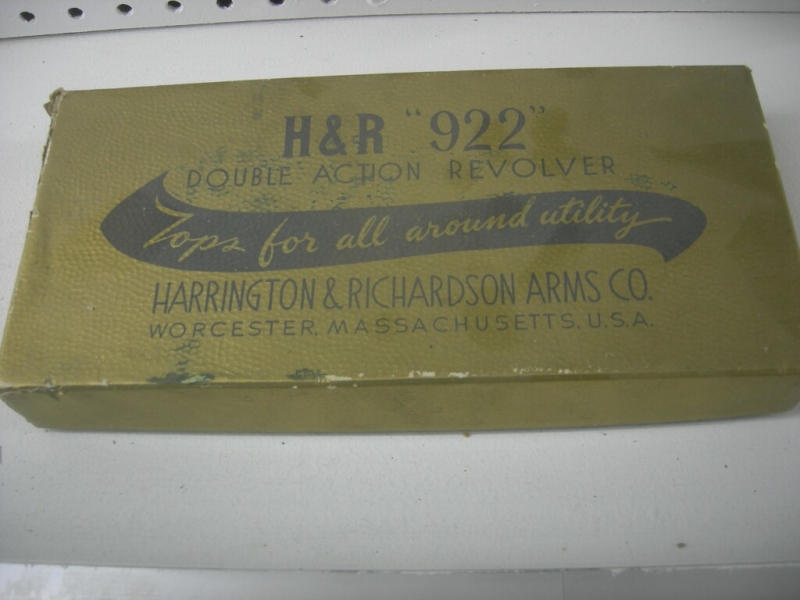 H&R "922"
DOUBLE ACTION REVOLVER
Tops for all around utility
HARRINGTON & RICHARDSON ARMS CO.
WORCESTER, MASSACHUSETTS, U.S.A.